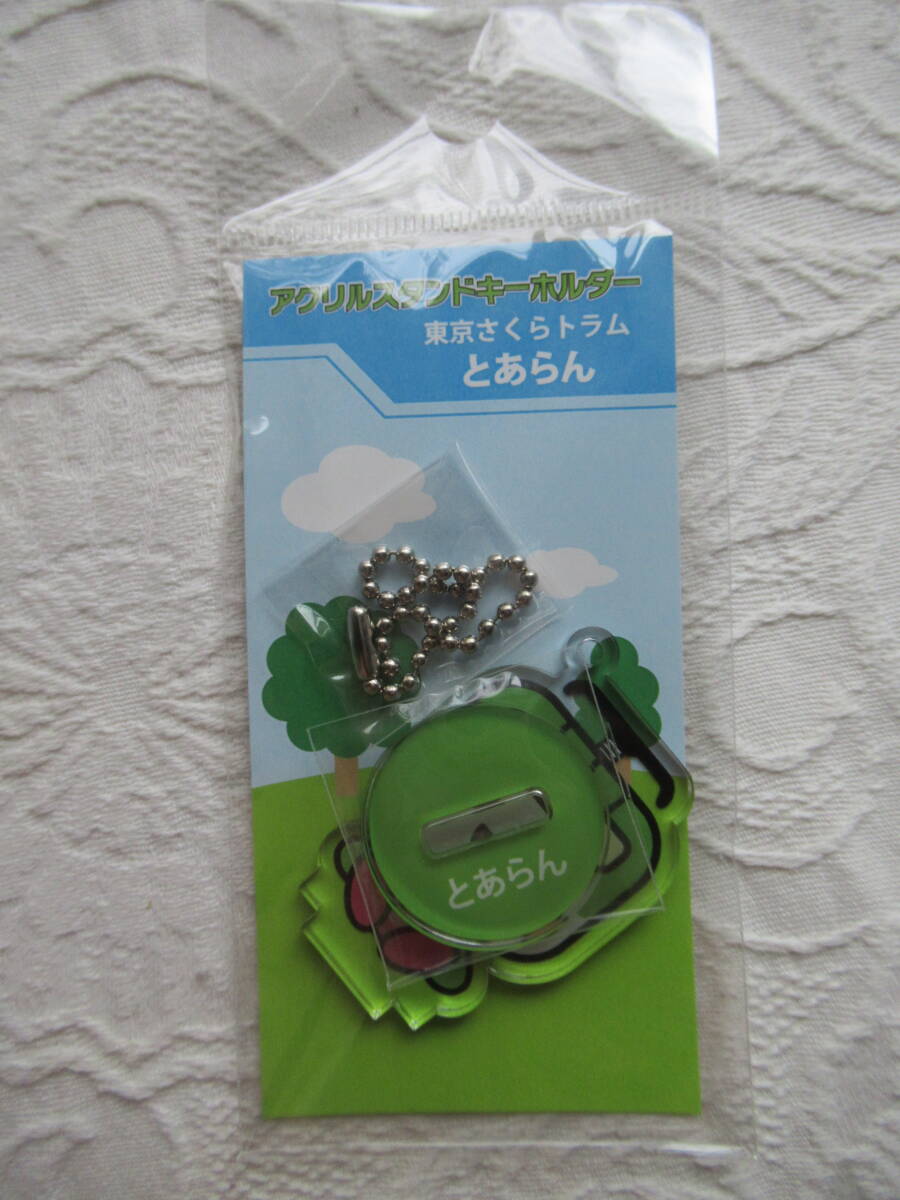 アクリルスタンドキーホルダー
東京さくらトラム
とあらん
とあらん